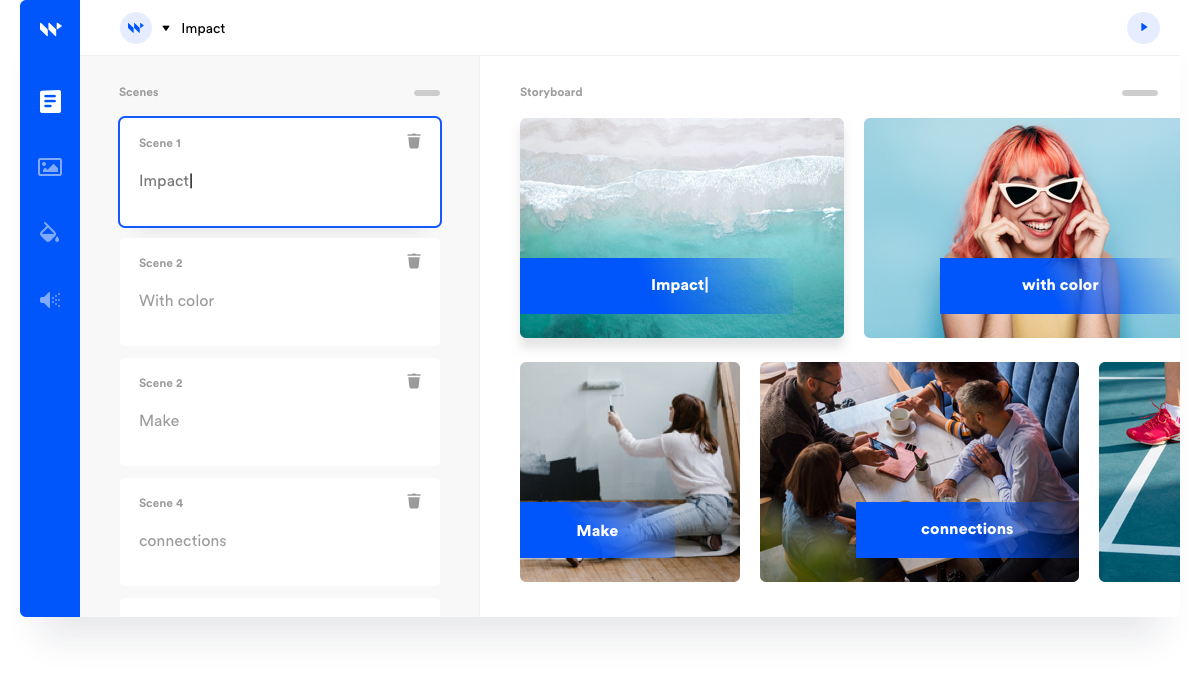 Impact
Scenes
Scene 1
Impact
Scene 2
With color
Scene 2
Make
Scene 4
connections
Storyboard
Impact
with color
Make
connections